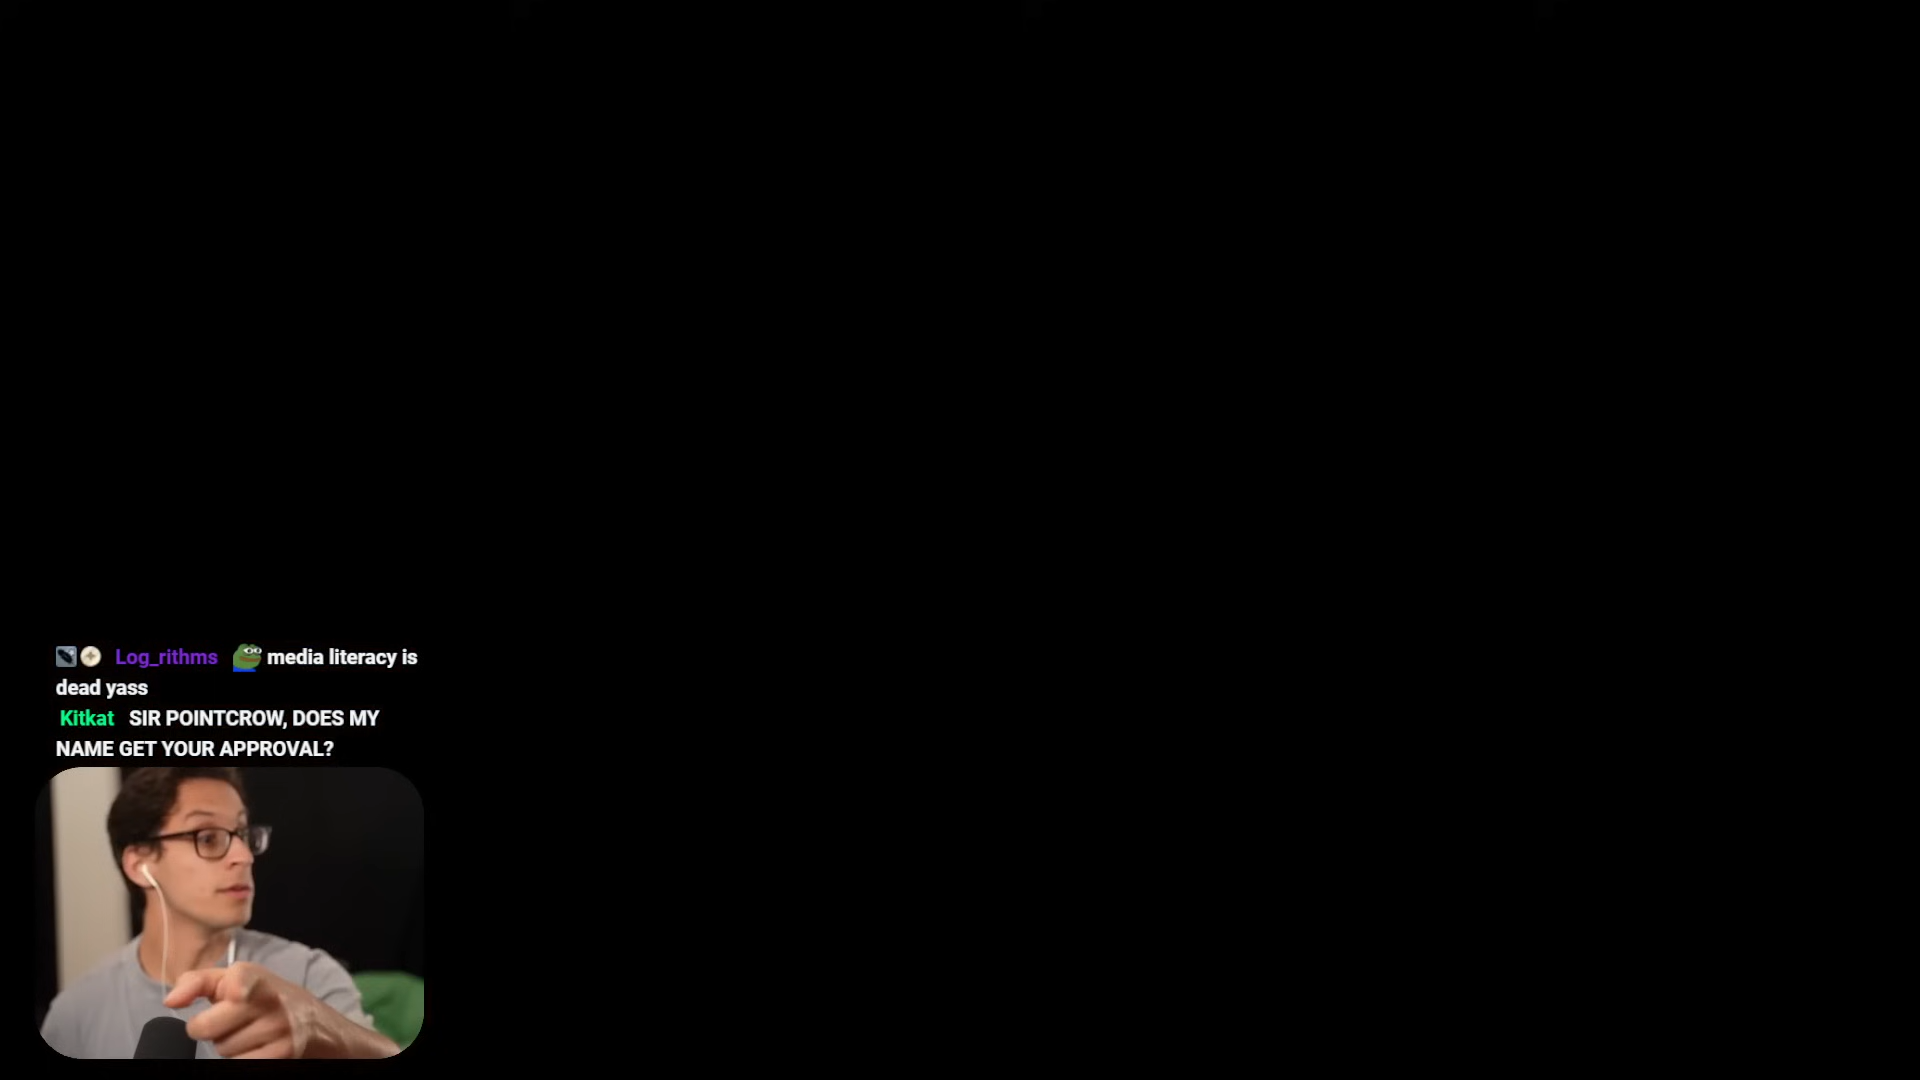 Log_rithms media literacy is
dead yass
Kitkat SIR POINTCROW, DOES MY
NAME GET YOUR APPROVAL?